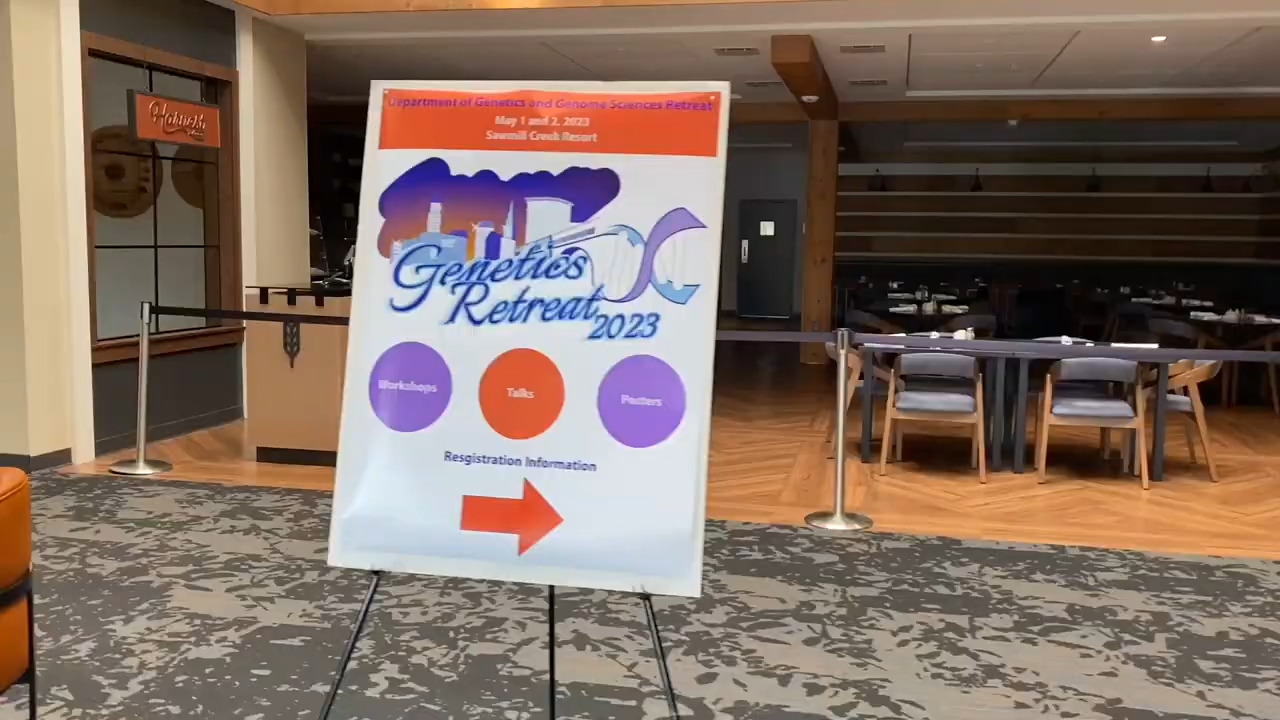 Harness
Department of Genetics and Genome Sciences Retreat
May 1 and 2, 2023
Sawmill Creek Resort
Genetics
Retreat
2023
Workshops
Talks
Posters
Resgistration Information